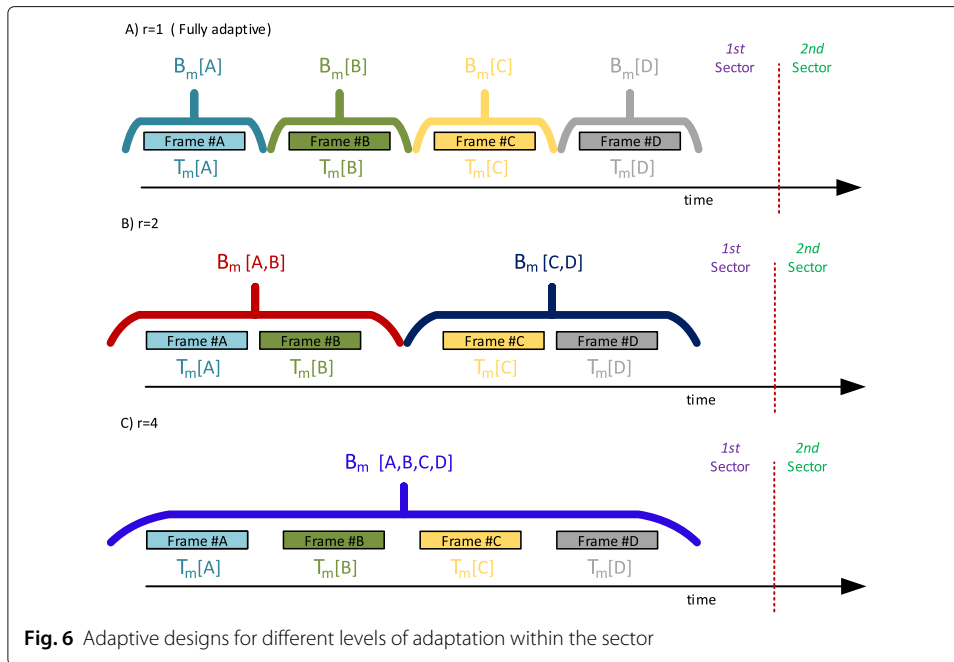 A) r=1 ( Fully adaptive)
1st 2nd
Sector Sector
Bm[A] Bm[B] Bm[C] Bm[D]
Frame #A Frame #B Frame #C Frame #D
Tm[A] Tm[B] Tm[C] Tm[D]
time
B) r=2
1st 2nd
Sector Sector
Bm [A,B] Bm [C,D]
Frame #A Frame #B Frame #C Frame #D
Tm[A] Tm[B] Tm[C] Tm[D]
time
C) r=4
1st 2nd
Sector Sector
Bm [A,B,C,D]
Frame #A Frame #B Frame #C Frame #D
Tm[A] Tm[B] Tm[C] Tm[D]
time
Fig. 6 Adaptive designs for different levels of adaptation within the sector